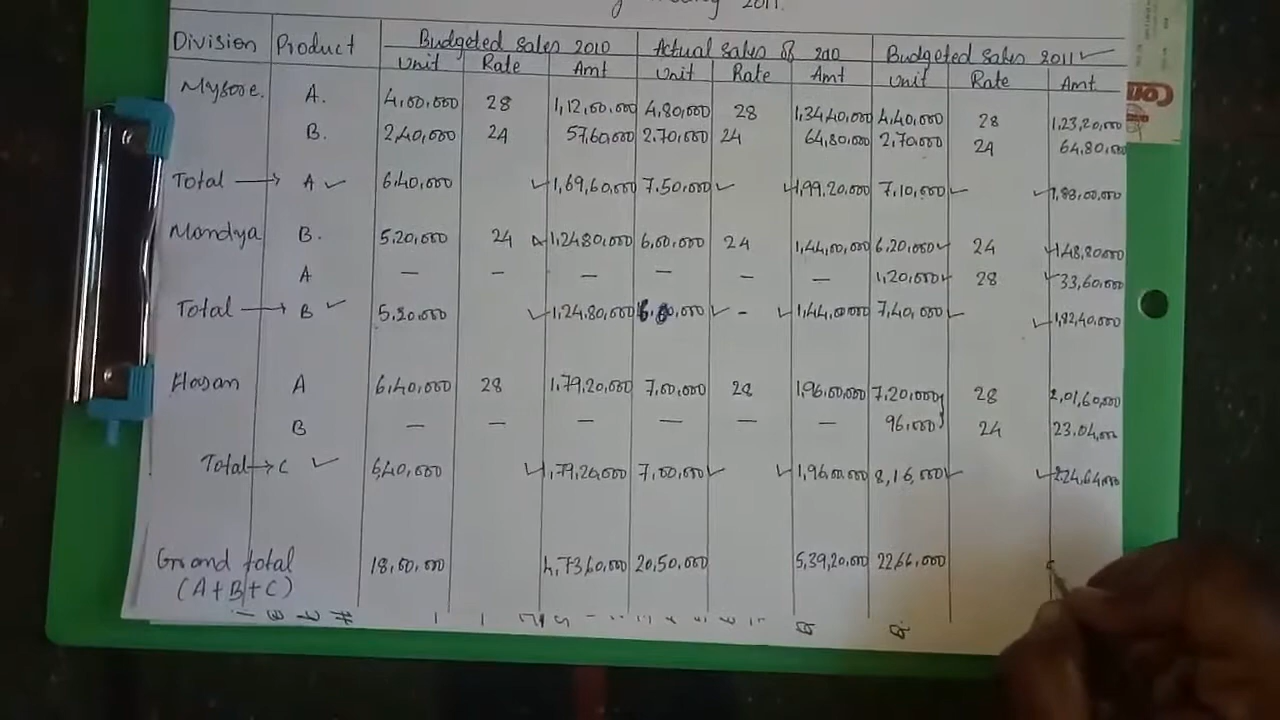 2011.
Division Product Budgeted Sales 2010 Actual Sales of 2010 Budgeted Sales 2011 ✓
Unit Rate Amt Unit Rate Amt Unit Rate Amt
Mysore. A. 4,00,000 28 1,12,00,000 4,80,000 28 1,34,40,000 4,40,000 28 1,23,20,000
B. 2,40,000 24 57,60,000 2,70,000 24 64,80,000 2,70,000 24 64,80,000
Total → A ✓ 6,40,000 ✓1,69,60,000 7,50,000 ✓ ✓1,99,20,000 7,10,000 ✓ ✓1,88,00,000
Mandya B. 5,20,000 24 1,24,80,000 6,00,000 24 1,44,00,000 6,20,000 ✓ 24 ✓1,48,80,000
A — — — — — — 1,20,000 ✓ 28 ✓33,60,000
Total → B ✓ 5,20,000 ✓1,24,80,000 6,00,000 ✓ - ✓1,44,00,000 7,40,000 ✓ ✓1,82,40,000
Hasan A 6,40,000 28 1,79,20,000 7,00,000 28 1,96,00,000 7,20,000 28 2,01,60,000
B — — — — — — 96,000 24 23,04,000
Total → C ✓ 6,40,000 ✓1,79,20,000 7,00,000 ✓ ✓1,96,00,000 8,16,000 ✓ ✓2,24,64,000
Grand total 18,00,000 4,73,60,000 20,50,000 5,39,20,000 22,66,000
(A+B+C)